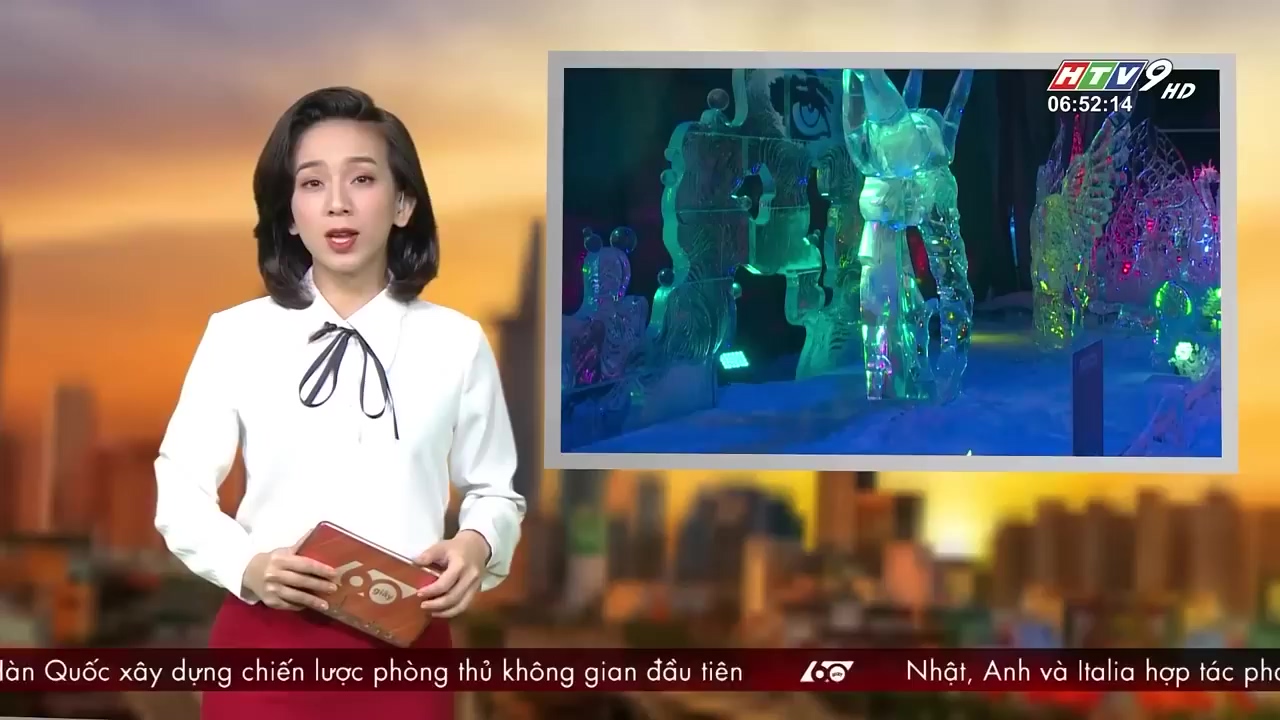 HTV9 HD
06:52:14
60 giây
Hàn Quốc xây dựng chiến lược phòng thủ không gian đầu tiên
60 giây
Nhật, Anh và Italia hợp tác